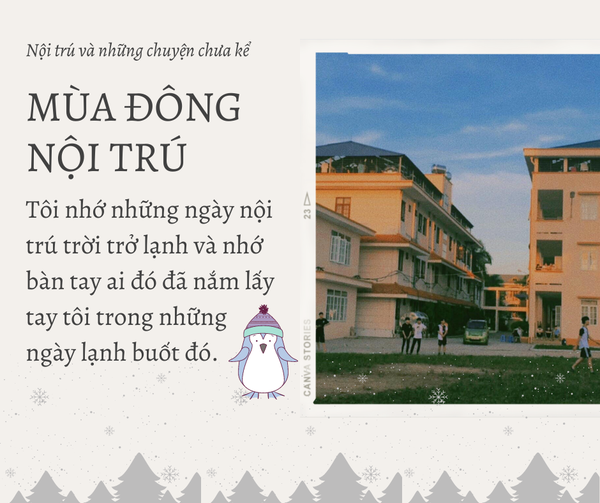 Nội trú và những chuyện chưa kể
MÙA ĐÔNG
NỘI TRÚ
Tôi nhớ những ngày nội
trú trời trở lạnh và nhớ
bàn tay ai đó đã nắm lấy
tay tôi trong những
ngày lạnh buốt đó.
23
CANVA STORIES